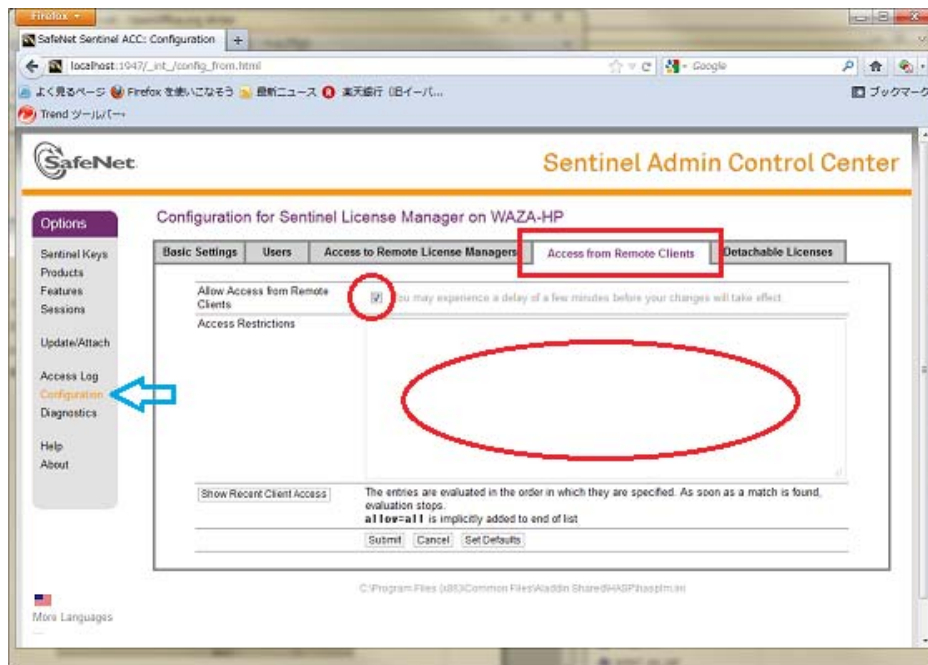 Firefox
SafeNet Sentinel ACC: Configuration
+
localhost:1947/_int_/config_from.html
Google
よく見るページ
Firefox を使いこなそう
最新ニュース
楽天銀行（旧イーバ...
ブックマーク
Trend ツールバー
SafeNet
Sentinel Admin Control Center
Options
Configuration for Sentinel License Manager on WAZA-HP
Basic Settings
Users
Access to Remote License Managers
Access from Remote Clients
Detachable Licenses
Sentinel Keys
Products
Features
Sessions
Update/Attach
Access Log
Configuration
Diagnostics
Help
About
Allow Access from Remote
Clients
You may experience a delay of a few minutes before your changes will take effect.
Access Restrictions
Show Recent Client Access
The entries are evaluated in the order in which they are specified. As soon as a match is found,
evaluation stops.
allow=all is implicitly added to end of list
Submit
Cancel
Set Defaults
C:\Program Files (x86)\Common Files\Aladdin Shared\HASP\hasplm.ini
More Languages